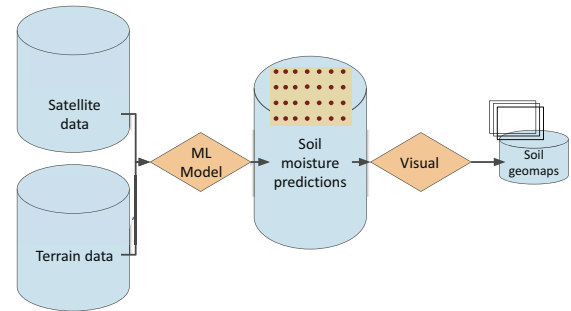 Satellite
data
Terrain data
ML
Model
Soil
moisture
predictions
Visual
Soil
geomaps